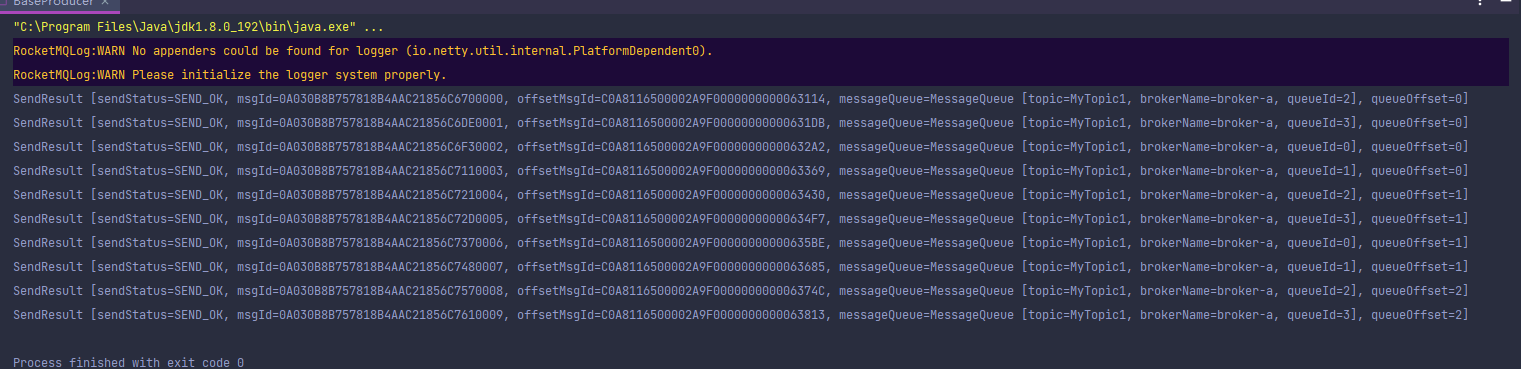 BaseProducer ×
"C:\Program Files\Java\jdk1.8.0_192\bin\java.exe" ...
RocketMQLog:WARN No appenders could be found for logger (io.netty.util.internal.PlatformDependent0).
RocketMQLog:WARN Please initialize the logger system properly.
SendResult [sendStatus=SEND_OK, msgId=0A030B8B757818B4AAC21856C6700000, offsetMsgId=C0A8116500002A9F0000000000063114, messageQueue=MessageQueue [topic=MyTopic1, brokerName=broker-a, queueId=2], queueOffset=0]
SendResult [sendStatus=SEND_OK, msgId=0A030B8B757818B4AAC21856C6DE0001, offsetMsgId=C0A8116500002A9F00000000000631DB, messageQueue=MessageQueue [topic=MyTopic1, brokerName=broker-a, queueId=3], queueOffset=0]
SendResult [sendStatus=SEND_OK, msgId=0A030B8B757818B4AAC21856C6F30002, offsetMsgId=C0A8116500002A9F00000000000632A2, messageQueue=MessageQueue [topic=MyTopic1, brokerName=broker-a, queueId=0], queueOffset=0]
SendResult [sendStatus=SEND_OK, msgId=0A030B8B757818B4AAC21856C7110003, offsetMsgId=C0A8116500002A9F0000000000063369, messageQueue=MessageQueue [topic=MyTopic1, brokerName=broker-a, queueId=1], queueOffset=0]
SendResult [sendStatus=SEND_OK, msgId=0A030B8B757818B4AAC21856C7210004, offsetMsgId=C0A8116500002A9F0000000000063430, messageQueue=MessageQueue [topic=MyTopic1, brokerName=broker-a, queueId=2], queueOffset=1]
SendResult [sendStatus=SEND_OK, msgId=0A030B8B757818B4AAC21856C72D0005, offsetMsgId=C0A8116500002A9F00000000000634F7, messageQueue=MessageQueue [topic=MyTopic1, brokerName=broker-a, queueId=3], queueOffset=1]
SendResult [sendStatus=SEND_OK, msgId=0A030B8B757818B4AAC21856C7370006, offsetMsgId=C0A8116500002A9F00000000000635BE, messageQueue=MessageQueue [topic=MyTopic1, brokerName=broker-a, queueId=0], queueOffset=1]
SendResult [sendStatus=SEND_OK, msgId=0A030B8B757818B4AAC21856C7480007, offsetMsgId=C0A8116500002A9F0000000000063685, messageQueue=MessageQueue [topic=MyTopic1, brokerName=broker-a, queueId=1], queueOffset=1]
SendResult [sendStatus=SEND_OK, msgId=0A030B8B757818B4AAC21856C7570008, offsetMsgId=C0A8116500002A9F000000000006374C, messageQueue=MessageQueue [topic=MyTopic1, brokerName=broker-a, queueId=2], queueOffset=2]
SendResult [sendStatus=SEND_OK, msgId=0A030B8B757818B4AAC21856C7610009, offsetMsgId=C0A8116500002A9F0000000000063813, messageQueue=MessageQueue [topic=MyTopic1, brokerName=broker-a, queueId=3], queueOffset=2]
Process finished with exit code 0